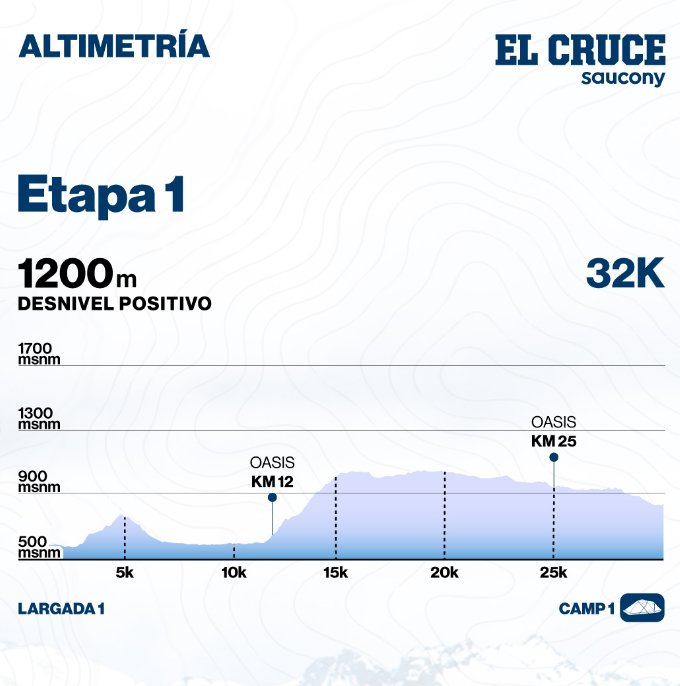 ALTIMETRÍA
EL CRUCE
saucony
Etapa 1
1200m
DESNIVEL POSITIVO
32K
1700
msnm
1300
msnm
OASIS
KM 25
OASIS
KM 12
900
msnm
500
msnm
5k 10k 15k 20k 25k
LARGADA 1 CAMP 1